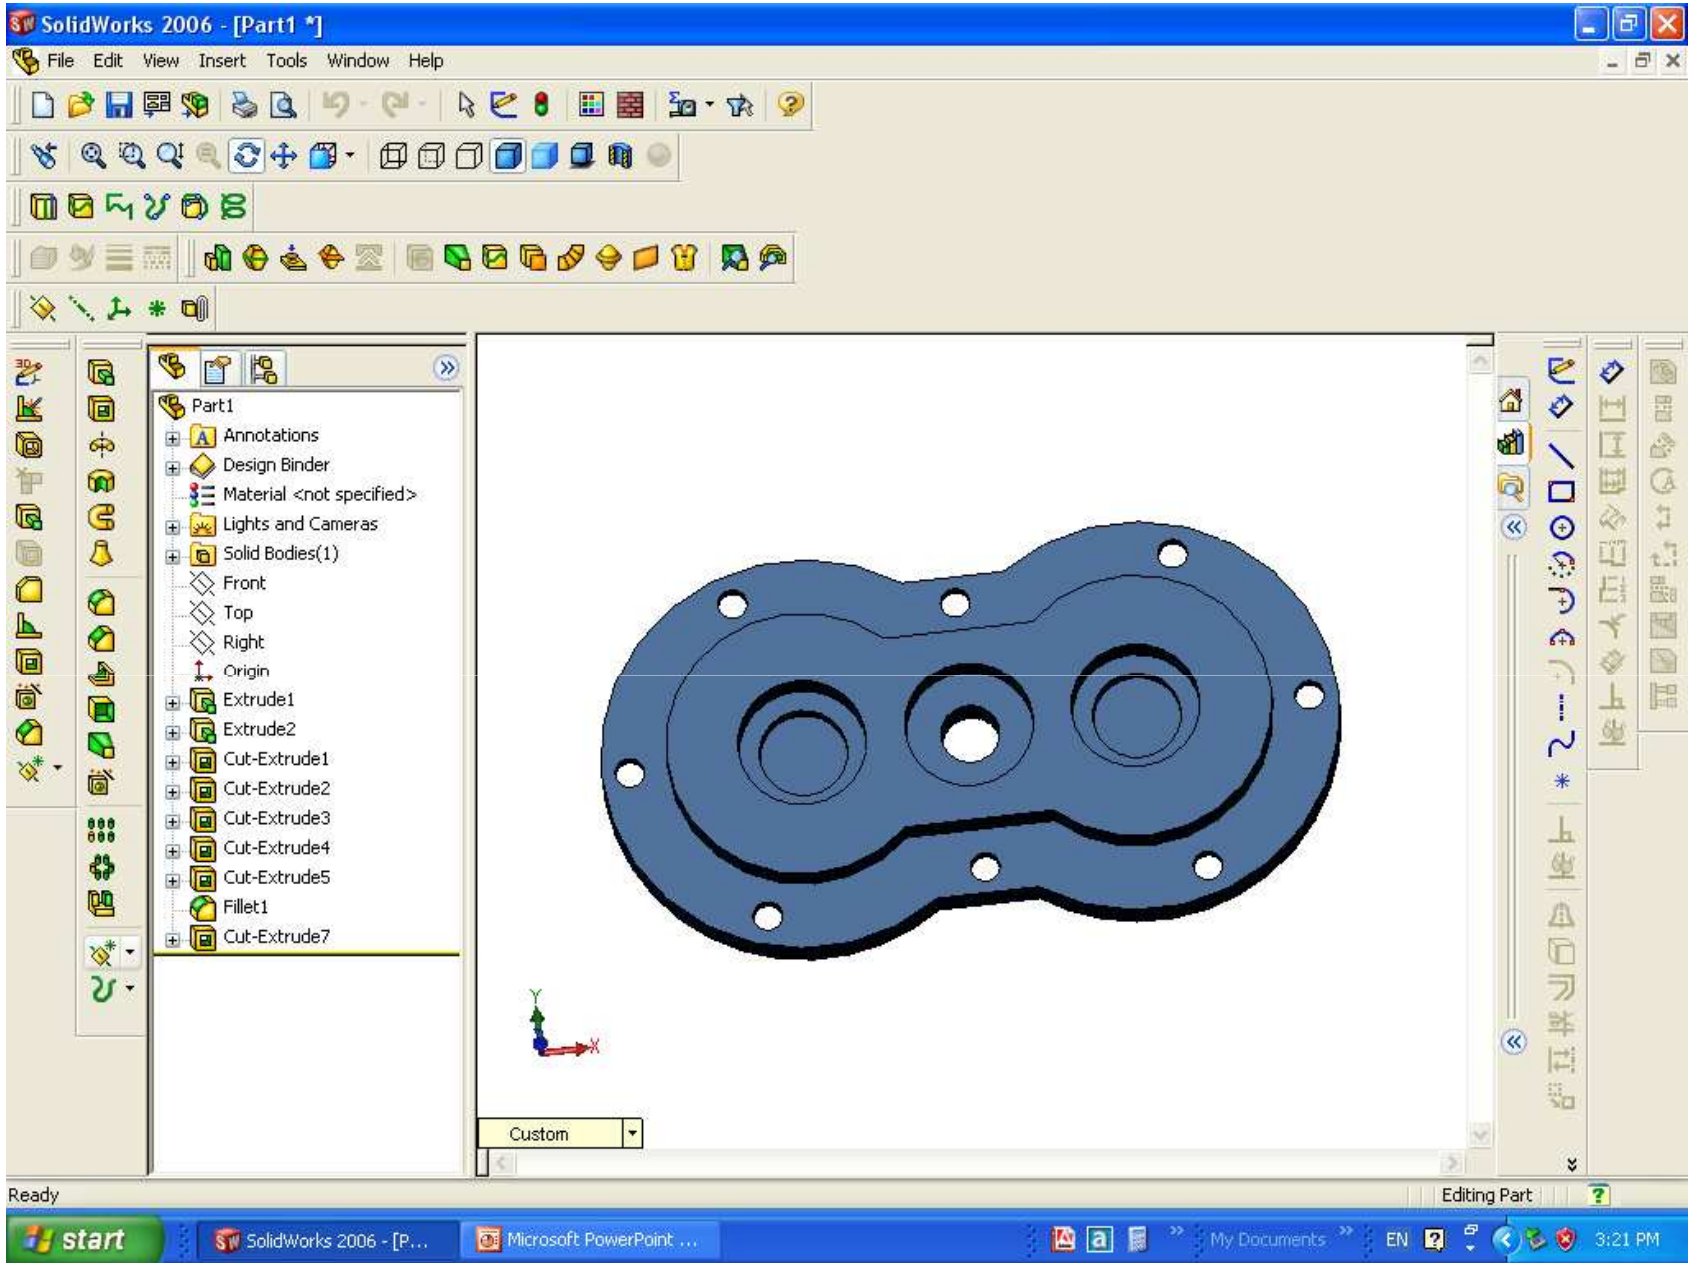 SolidWorks 2006 - [Part1 *]
File Edit View Insert Tools Window Help
3D
Part1
A Annotations
Design Binder
Material <not specified>
Lights and Cameras
Solid Bodies(1)
Front
Top
Right
Origin
Extrude1
Extrude2
Cut-Extrude1
Cut-Extrude2
Cut-Extrude3
Cut-Extrude4
Cut-Extrude5
Fillet1
Cut-Extrude7
Y
X
Custom
Ready Editing Part
start SolidWorks 2006 - [P... Microsoft PowerPoint ... My Documents EN 3:21 PM